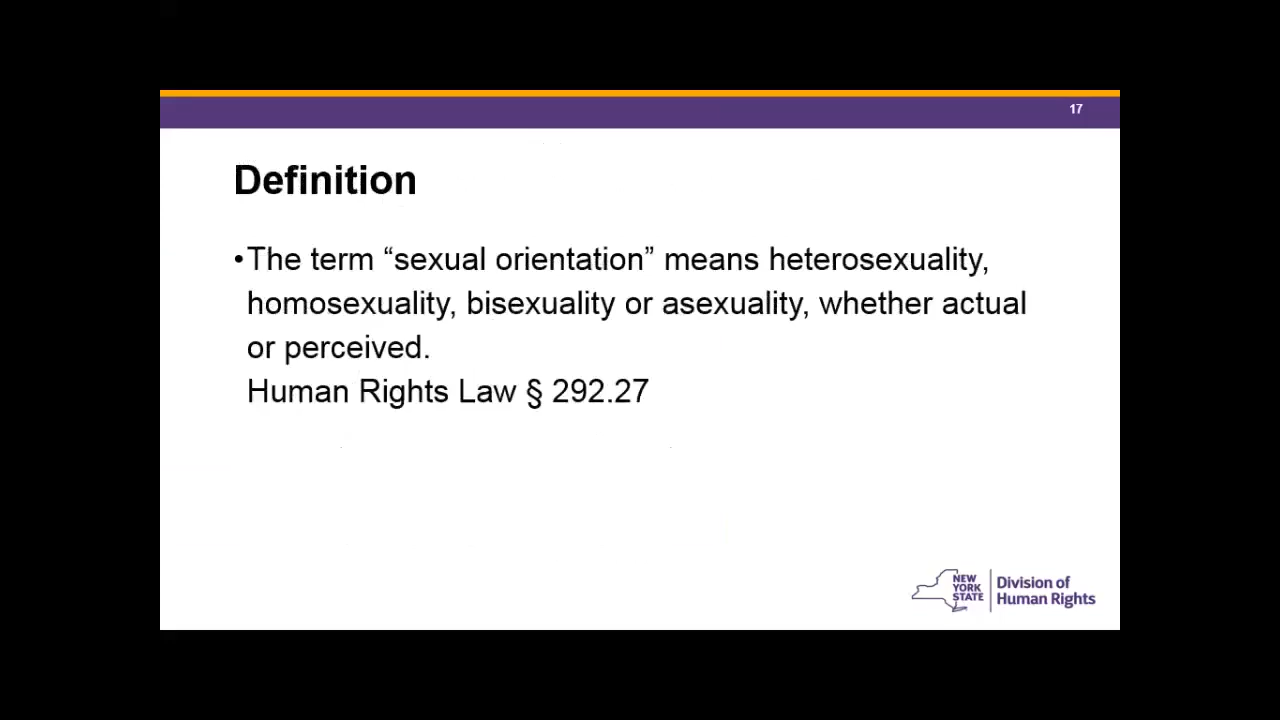 17
Definition
•The term “sexual orientation” means heterosexuality,
homosexuality, bisexuality or asexuality, whether actual
or perceived.
Human Rights Law § 292.27
NEW
YORK
STATE
Division of
Human Rights